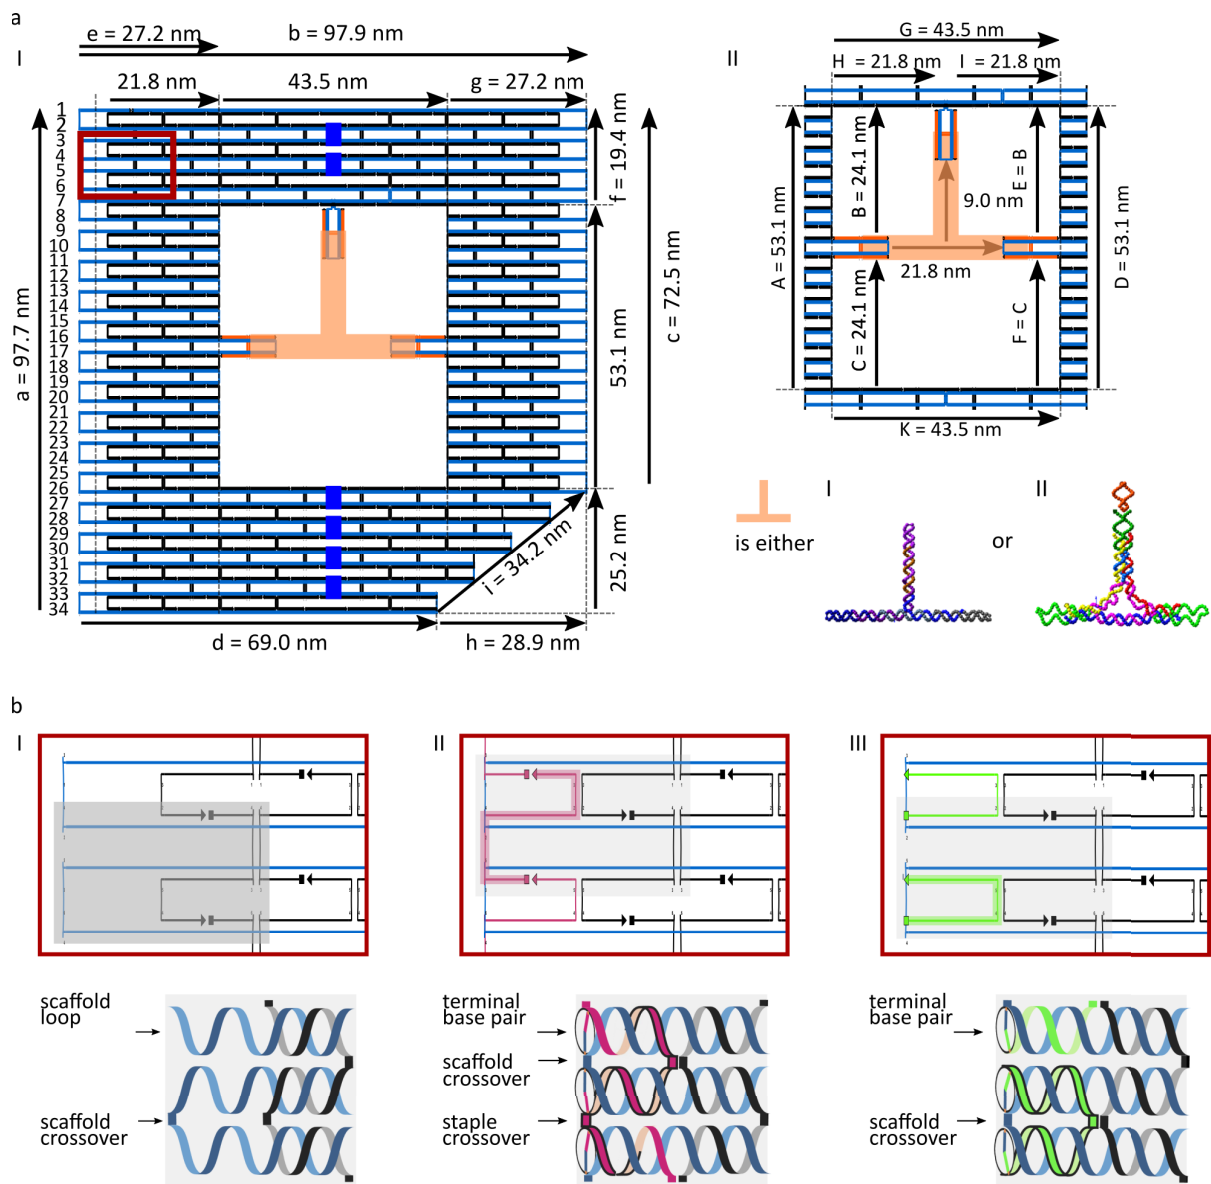 a
I
e = 27.2 nm
b = 97.9 nm
21.8 nm
43.5 nm
g = 27.2 nm
1
2
3
4
5
6
7
8
9
10
11
12
13
14
15
16
17
18
19
20
21
22
23
24
25
26
27
28
29
30
31
32
33
34
a = 97.7 nm
f = 19.4 nm
53.1 nm
c = 72.5 nm
25.2 nm
i = 34.2 nm
d = 69.0 nm
h = 28.9 nm
II
G = 43.5 nm
H = 21.8 nm
I = 21.8 nm
A = 53.1 nm
B = 24.1 nm
C = 24.1 nm
9.0 nm
21.8 nm
E = B
F = C
D = 53.1 nm
K = 43.5 nm
is either
I
or
II
b
I
II
III
scaffold
loop
scaffold
crossover
terminal
base pair
scaffold
crossover
staple
crossover
terminal
base pair
scaffold
crossover